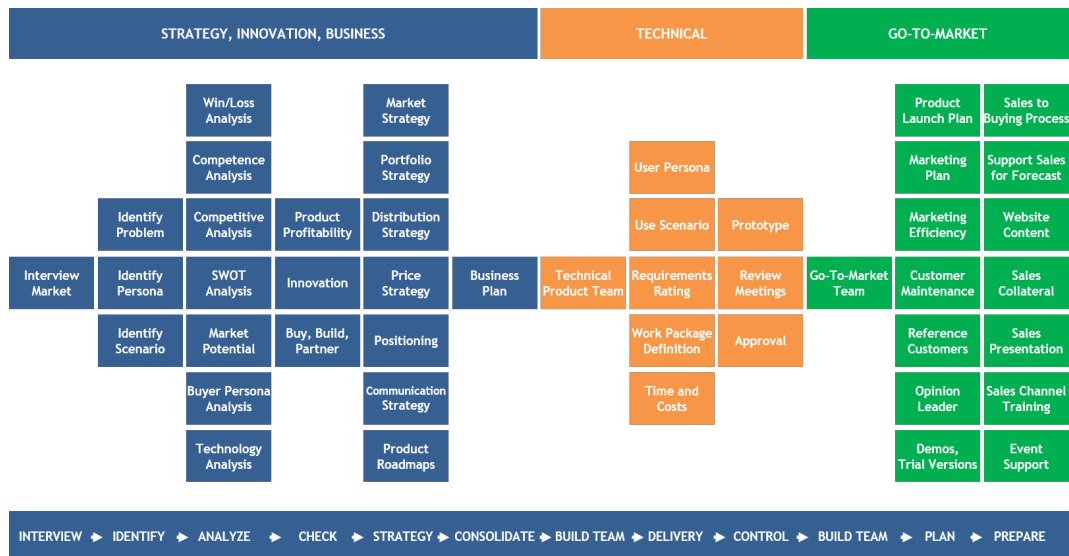 STRATEGY, INNOVATION, BUSINESS
TECHNICAL
GO-TO-MARKET
Interview
Market
Identify
Problem
Identify
Persona
Identify
Scenario
Win/Loss
Analysis
Competence
Analysis
Competitive
Analysis
SWOT
Analysis
Market
Potential
Buyer Persona
Analysis
Technology
Analysis
Product
Profitability
Innovation
Buy, Build,
Partner
Market
Strategy
Portfolio
Strategy
Distribution
Strategy
Price
Strategy
Positioning
Communication
Strategy
Product
Roadmaps
Business
Plan
Technical
Product Team
User Persona
Use Scenario
Requirements
Rating
Work Package
Definition
Time and
Costs
Prototype
Review
Meetings
Approval
Go-To-Market
Team
Product
Launch Plan
Marketing
Plan
Marketing
Efficiency
Customer
Maintenance
Reference
Customers
Opinion
Leader
Demos,
Trial Versions
Sales to
Buying Process
Support Sales
for Forecast
Website
Content
Sales
Collateral
Sales
Presentation
Sales Channel
Training
Event
Support
INTERVIEW
IDENTIFY
ANALYZE
CHECK
STRATEGY
CONSOLIDATE
BUILD TEAM
DELIVERY
CONTROL
BUILD TEAM
PLAN
PREPARE